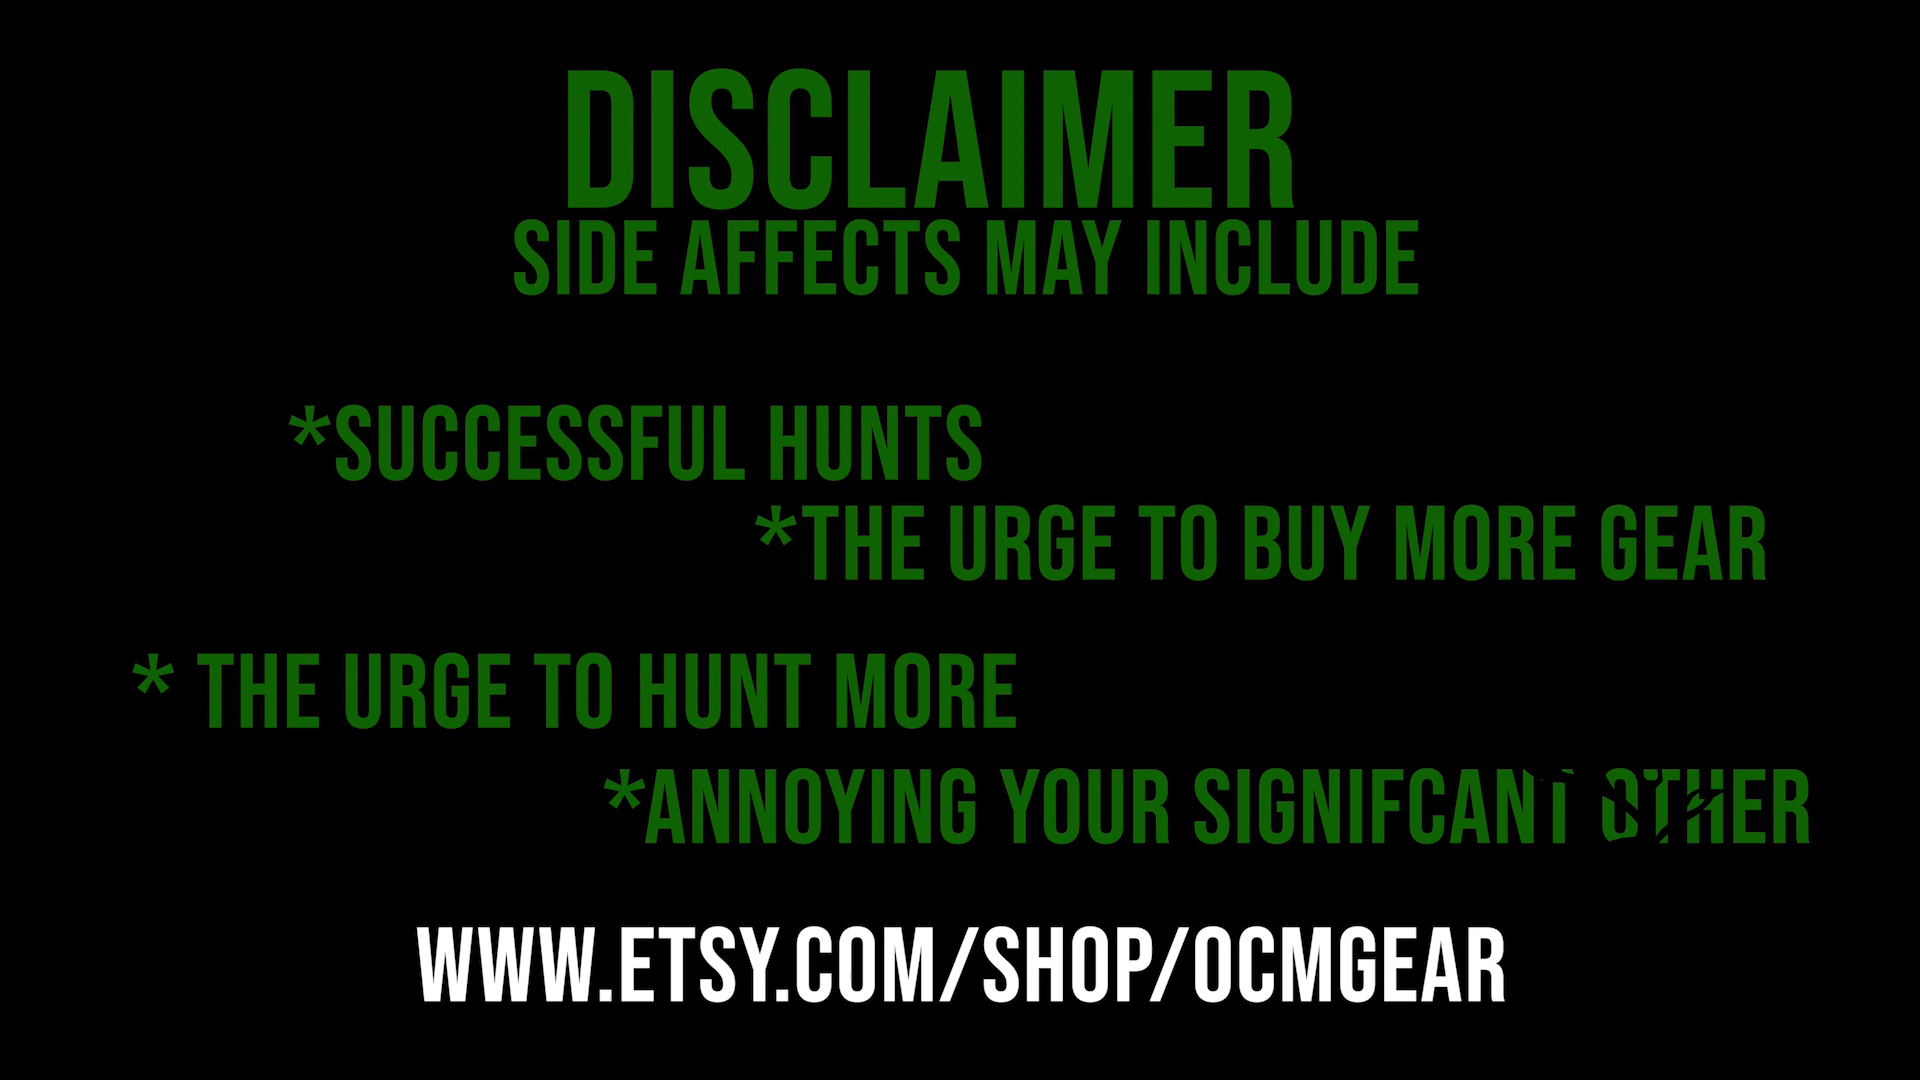 DISCLAIMER
SIDE AFFECTS MAY INCLUDE
*SUCCESSFUL HUNTS
*THE URGE TO BUY MORE GEAR
* THE URGE TO HUNT MORE
*ANNOYING YOUR SIGNIFCANT OTHER
WWW.ETSY.COM/SHOP/OCMGEAR